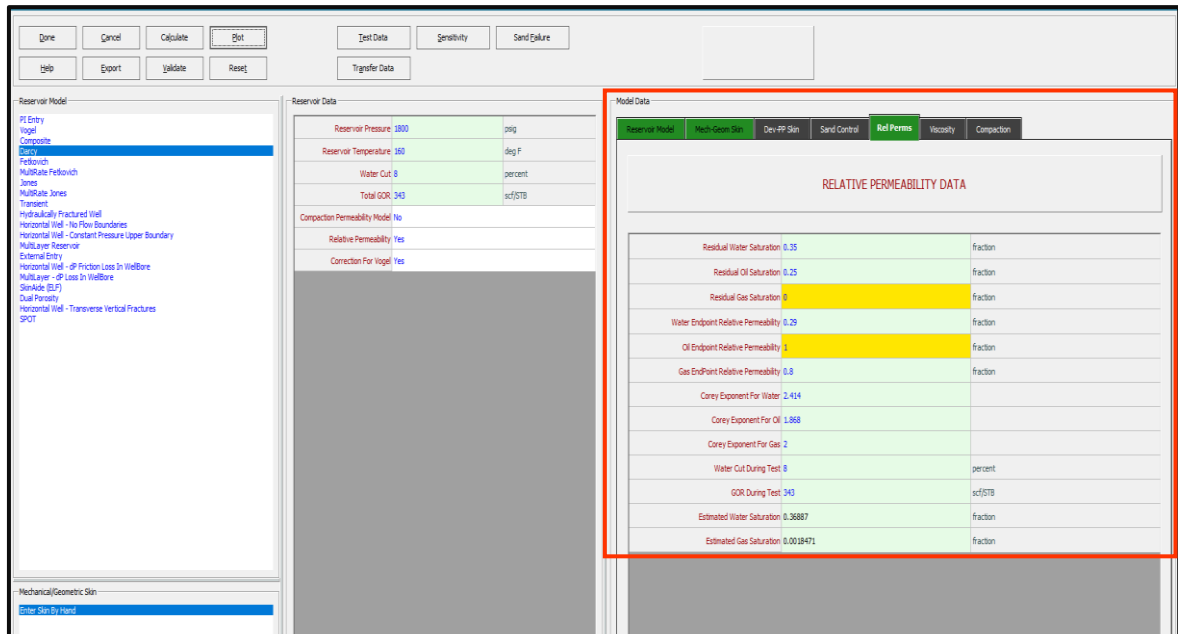 Done Cancel Calculate Plot Test Data Sensitivity Sand Failure
Help Export Validate Reset Transfer Data
Reservoir Model
PI Entry
Vogel
Composite
Darcy
Fetkovich
MultiRate Fetkovich
Jones
MultiRate Jones
Transient
Hydraulically Fractured Well
Horizontal Well - No Flow Boundaries
Horizontal Well - Constant Pressure Upper Boundary
MultiLayer Reservoir
External Entry
Horizontal Well - dP Friction Loss In WellBore
MultiLayer - dP Loss In WellBore
SkinAide (ELF)
Dual Porosity
Horizontal Well - Transverse Vertical Fractures
SPOT
Mechanical/Geometric Skin
Enter Skin By Hand
Reservoir Data
Reservoir Pressure 1800 psig
Reservoir Temperature 160 deg F
Water Cut 8 percent
Total GOR 343 scf/STB
Compaction Permeability Model No
Relative Permeability Yes
Correction For Vogel Yes
Model Data
Reservoir Model Mech-Geom Skin Dev-PP Skin Sand Control Rel Perms Viscosity Compaction
RELATIVE PERMEABILITY DATA
Residual Water Saturation 0.35 fraction
Residual Oil Saturation 0.25 fraction
Residual Gas Saturation 0 fraction
Water Endpoint Relative Permeability 0.29 fraction
Oil Endpoint Relative Permeability 1 fraction
Gas EndPoint Relative Permeability 0.8 fraction
Corey Exponent For Water 2.414
Corey Exponent For Oil 1.868
Corey Exponent For Gas 2
Water Cut During Test 8 percent
GOR During Test 343 scf/STB
Estimated Water Saturation 0.36887 fraction
Estimated Gas Saturation 0.0018471 fraction